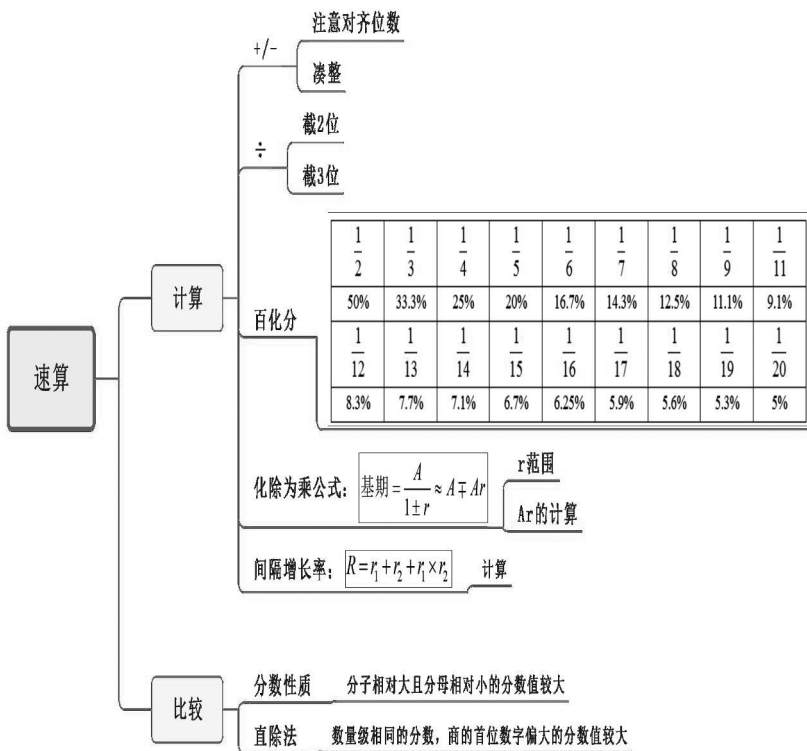 速算
计算
+/-
注意对齐位数
凑整
÷
截2位
截3位
百化分
1/2 1/3 1/4 1/5 1/6 1/7 1/8 1/9 1/11
50% 33.3% 25% 20% 16.7% 14.3% 12.5% 11.1% 9.1%
1/12 1/13 1/14 1/15 1/16 1/17 1/18 1/19 1/20
8.3% 7.7% 7.1% 6.7% 6.25% 5.9% 5.6% 5.3% 5%
化除为乘公式： 基期=A/(1±r)≈A∓Ar
r范围
Ar的计算
间隔增长率： R=r₁+r₂+r₁×r₂ 计算
比较
分数性质 分子相对大且分母相对小的分数值较大
直除法 数量级相同的分数，商的首位数字偏大的分数值较大